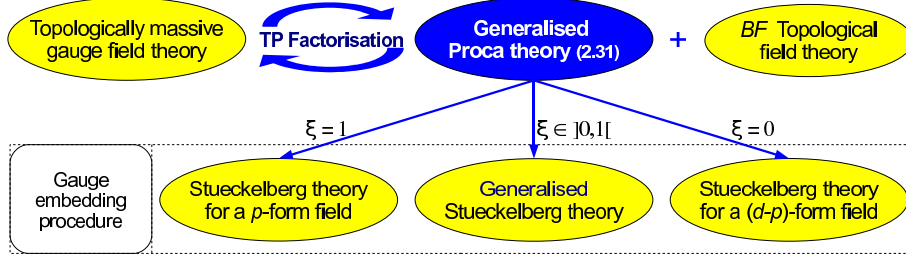 Topologically massive
gauge field theory
TP Factorisation
Generalised
Proca theory (2.31)
+
BF Topological
field theory
ξ = 1
ξ ∈ ]0,1[
ξ = 0
Gauge
embedding
procedure
Stueckelberg theory
for a p-form field
Generalised
Stueckelberg theory
Stueckelberg theory
for a (d-p)-form field